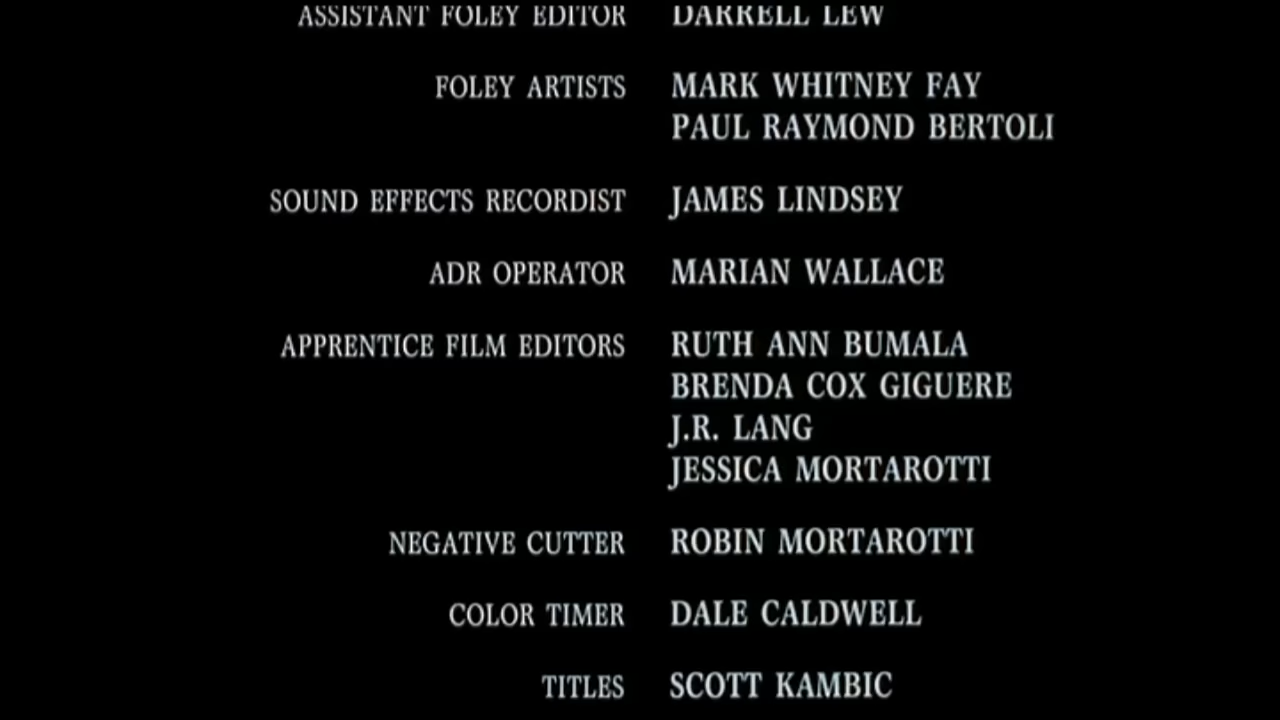 ASSISTANT FOLEY EDITOR DARRELL LEW
FOLEY ARTISTS MARK WHITNEY FAY
PAUL RAYMOND BERTOLI
SOUND EFFECTS RECORDIST JAMES LINDSEY
ADR OPERATOR MARIAN WALLACE
APPRENTICE FILM EDITORS RUTH ANN BUMALA
BRENDA COX GIGUERE
J.R. LANG
JESSICA MORTAROTTI
NEGATIVE CUTTER ROBIN MORTAROTTI
COLOR TIMER DALE CALDWELL
TITLES SCOTT KAMBIC